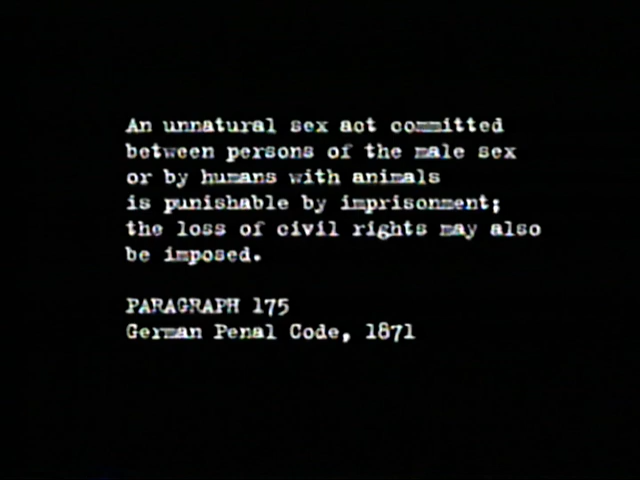 An unnatural sex act committed
between persons of the male sex
or by humans with animals
is punishable by imprisonment;
the loss of civil rights may also
be imposed.
PARAGRAPH 175
German Penal Code, 1871